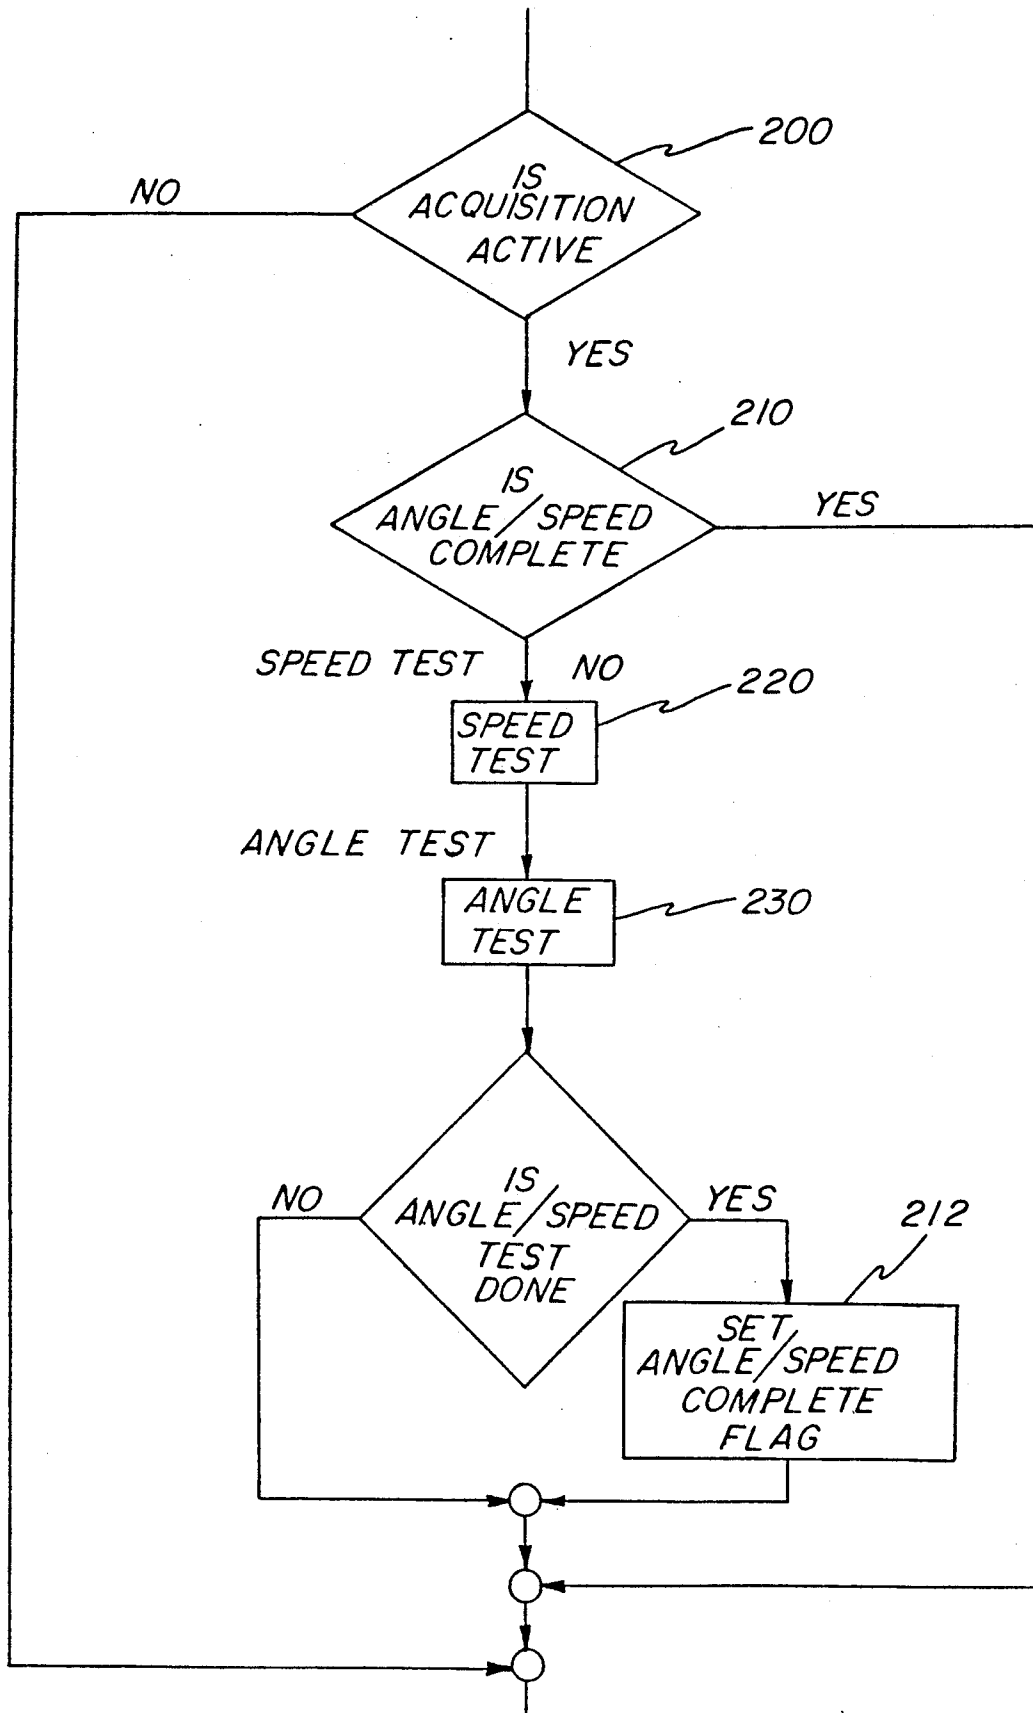 200
NO
IS
ACQUISITION
ACTIVE
YES
210
IS
ANGLE/SPEED
COMPLETE
YES
SPEED TEST
NO
220
SPEED
TEST
ANGLE TEST
230
ANGLE
TEST
NO
IS
ANGLE/SPEED
TEST
DONE
YES
212
SET
ANGLE/SPEED
COMPLETE
FLAG